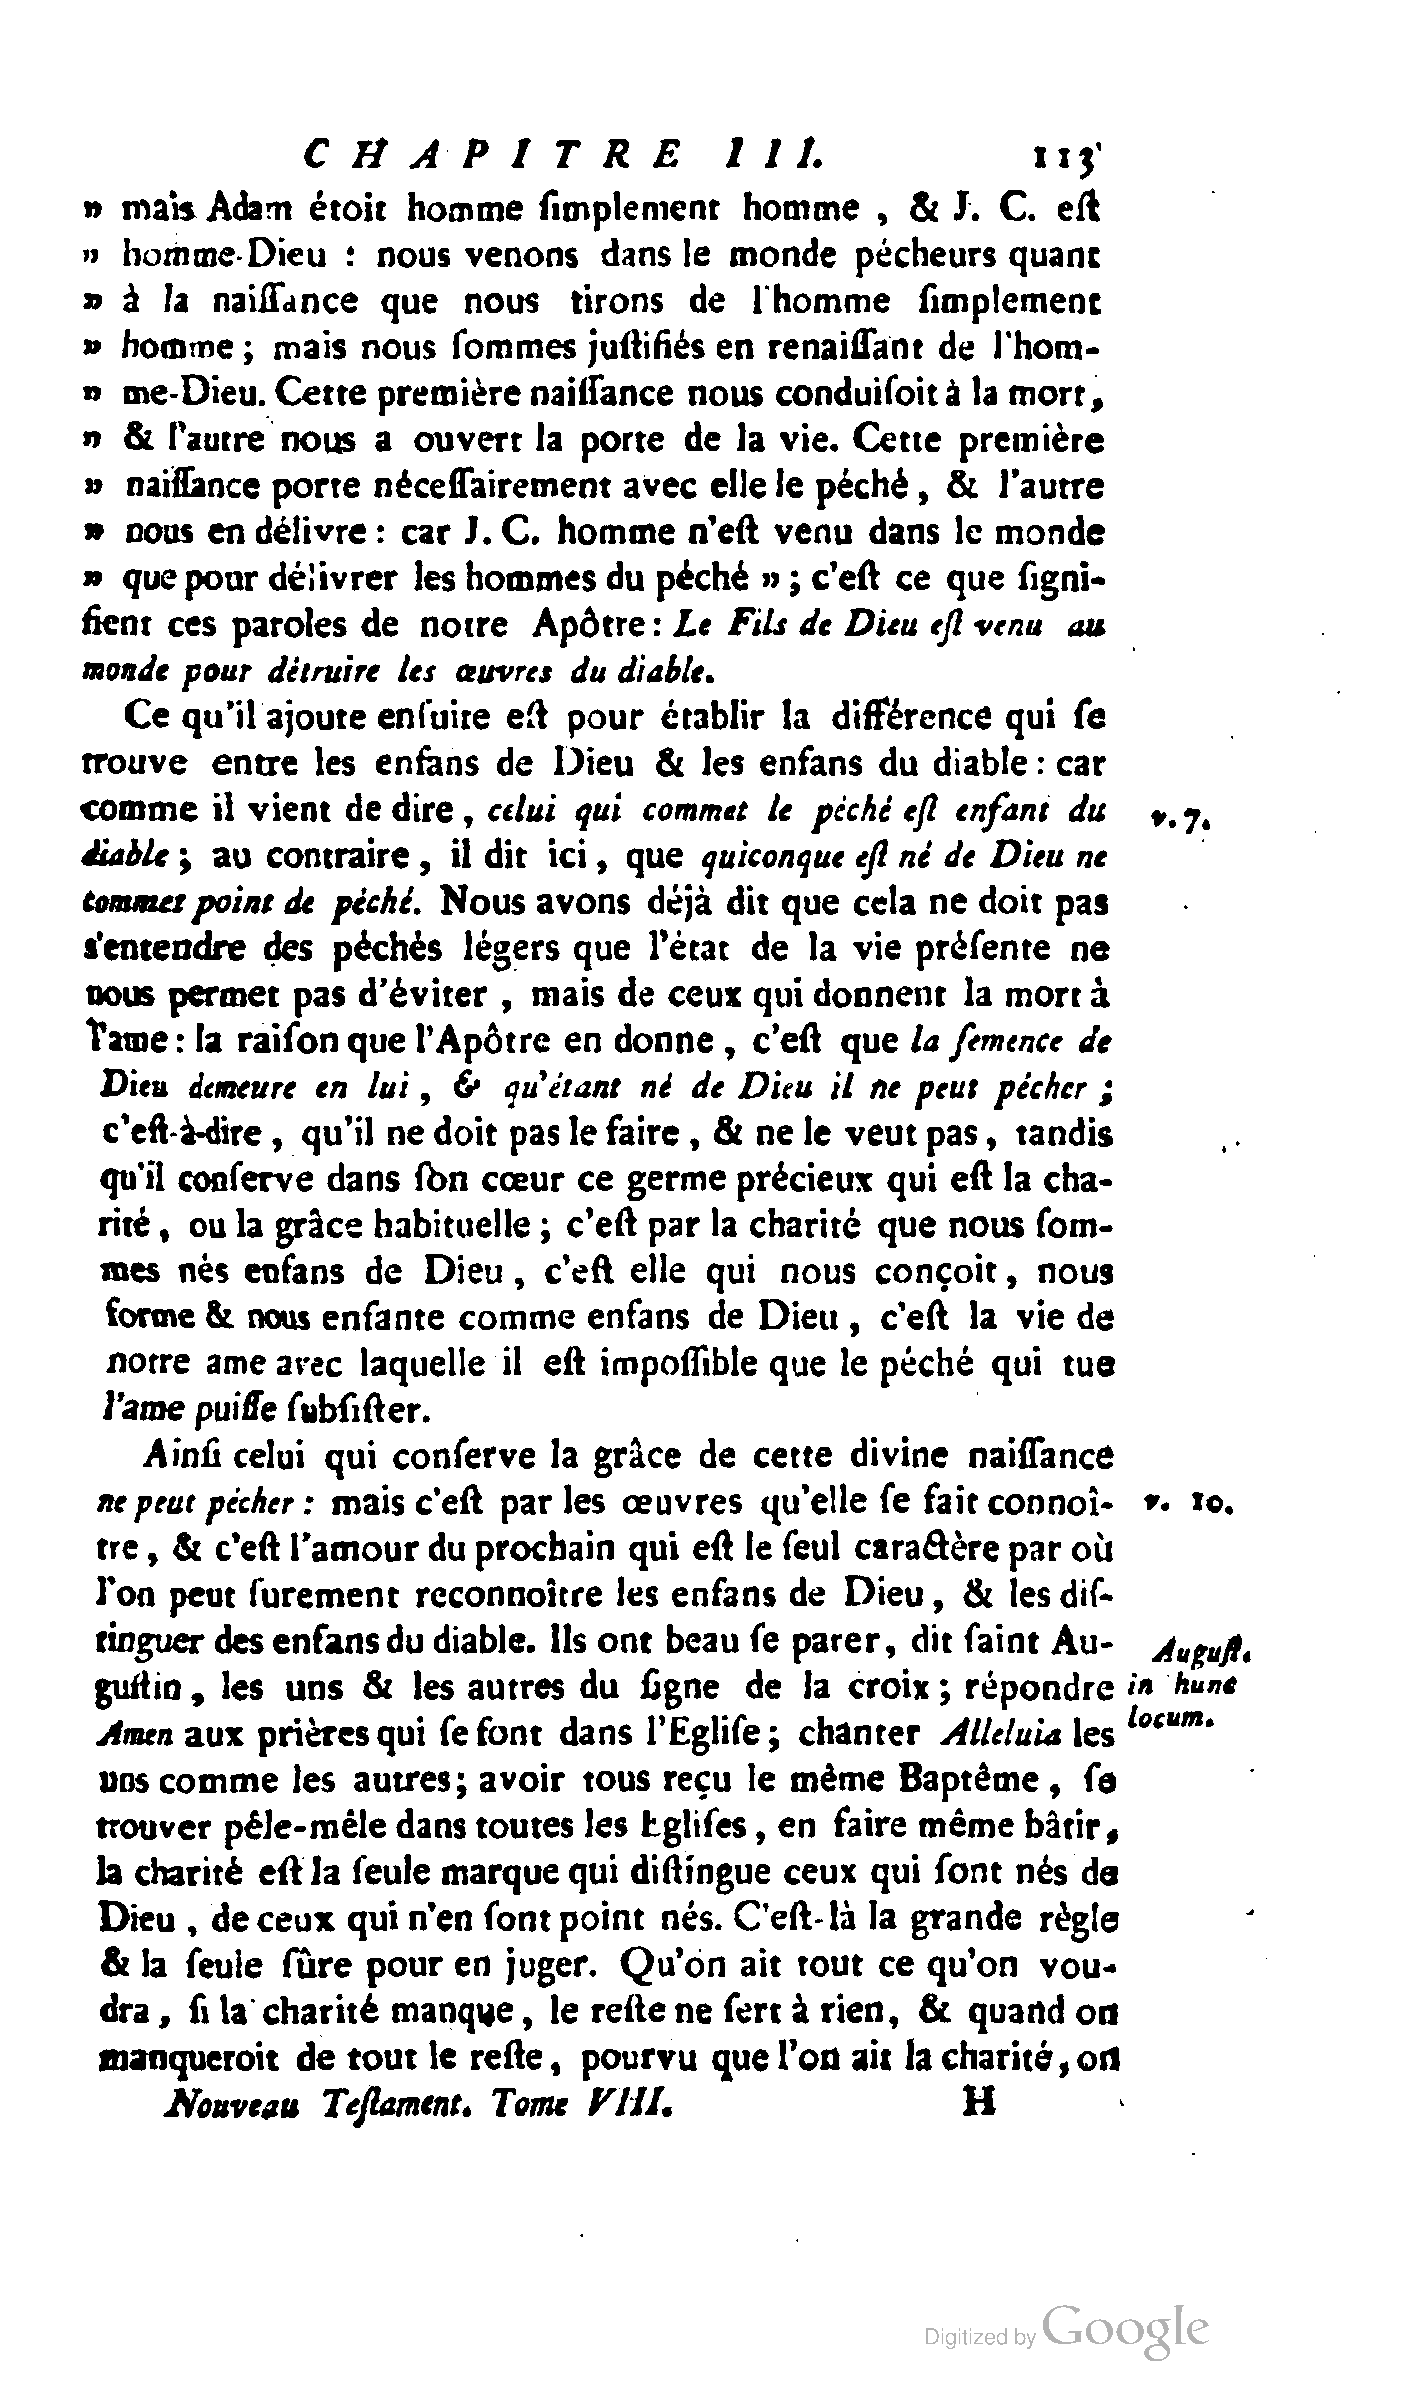 CHAPITRE III. 113
» mais Adam étoit homme ſimplement homme , & J. C. eſt
» homme-Dieu : nous venons dans le monde pécheurs quant
» à la naiſſance que nous tirons de l'homme ſimplement
» homme ; mais nous ſommes juſtifiés en renaiſſant de l'hom-
» me-Dieu. Cette première naiſſance nous conduiſoit à la mort,
» & l'autre nous a ouvert la porte de la vie. Cette première
» naiſſance porte néceſſairement avec elle le péché , & l'autre
» nous en délivre : car J. C. homme n'eſt venu dans le monde
» que pour délivrer les hommes du péché » ; c'eſt ce que ſigni-
fient ces paroles de notre Apôtre : Le Fils de Dieu eſt venu au
monde pour détruire les œuvres du diable.
Ce qu'il ajoute enſuite eſt pour établir la différence qui ſe
trouve entre les enfans de Dieu & les enfans du diable : car
comme il vient de dire , celui qui commet le péché eſt enfant du v. 7.
diable ; au contraire , il dit ici , que quiconque eſt né de Dieu ne
commet point de péché. Nous avons déjà dit que cela ne doit pas
s'entendre des péchés légers que l'état de la vie préſente ne
nous permet pas d'éviter , mais de ceux qui donnent la mort à
l'ame : la raiſon que l'Apôtre en donne , c'eſt que la ſemence de
Dieu demeure en lui , & qu'étant né de Dieu il ne peut pécher ;
c'eſt-à-dire , qu'il ne doit pas le faire , & ne le veut pas , tandis
qu'il conſerve dans ſon cœur ce germe précieux qui eſt la cha-
rité , ou la grâce habituelle ; c'eſt par la charité que nous ſom-
mes nés enfans de Dieu , c'eſt elle qui nous conçoit , nous
forme & nous enfante comme enfans de Dieu , c'eſt la vie de
notre ame avec laquelle il eſt impoſſible que le péché qui tue
l'ame puiſſe ſubſiſter.
Ainſi celui qui conſerve la grâce de cette divine naiſſance
ne peut pécher : mais c'eſt par les œuvres qu'elle ſe fait connoî- v. 10.
tre , & c'eſt l'amour du prochain qui eſt le ſeul caractère par où
l'on peut ſurement reconnoître les enfans de Dieu , & les diſ-
tinguer des enfans du diable. Ils ont beau ſe parer, dit ſaint Au- Auguſt.
guſtin , les uns & les autres du ſigne de la croix ; répondre in hunc
Amen aux prières qui ſe font dans l'Egliſe ; chanter Alleluia les locum.
uns comme les autres ; avoir tous reçu le même Baptême , ſe
trouver pêle-mêle dans toutes les Egliſes , en faire même bâtir ,
la charité eſt la ſeule marque qui diſtingue ceux qui ſont nés de
Dieu , de ceux qui n'en ſont point nés. C'eſt-là la grande règle
& la ſeule ſûre pour en juger. Qu'on ait tout ce qu'on vou-
dra , ſi la charité manque , le reſte ne ſert à rien , & quand on
manqueroit de tout le reſte , pourvu que l'on ait la charité , on
Nouveau Teſtament. Tome VIII. H
Digitized by Google